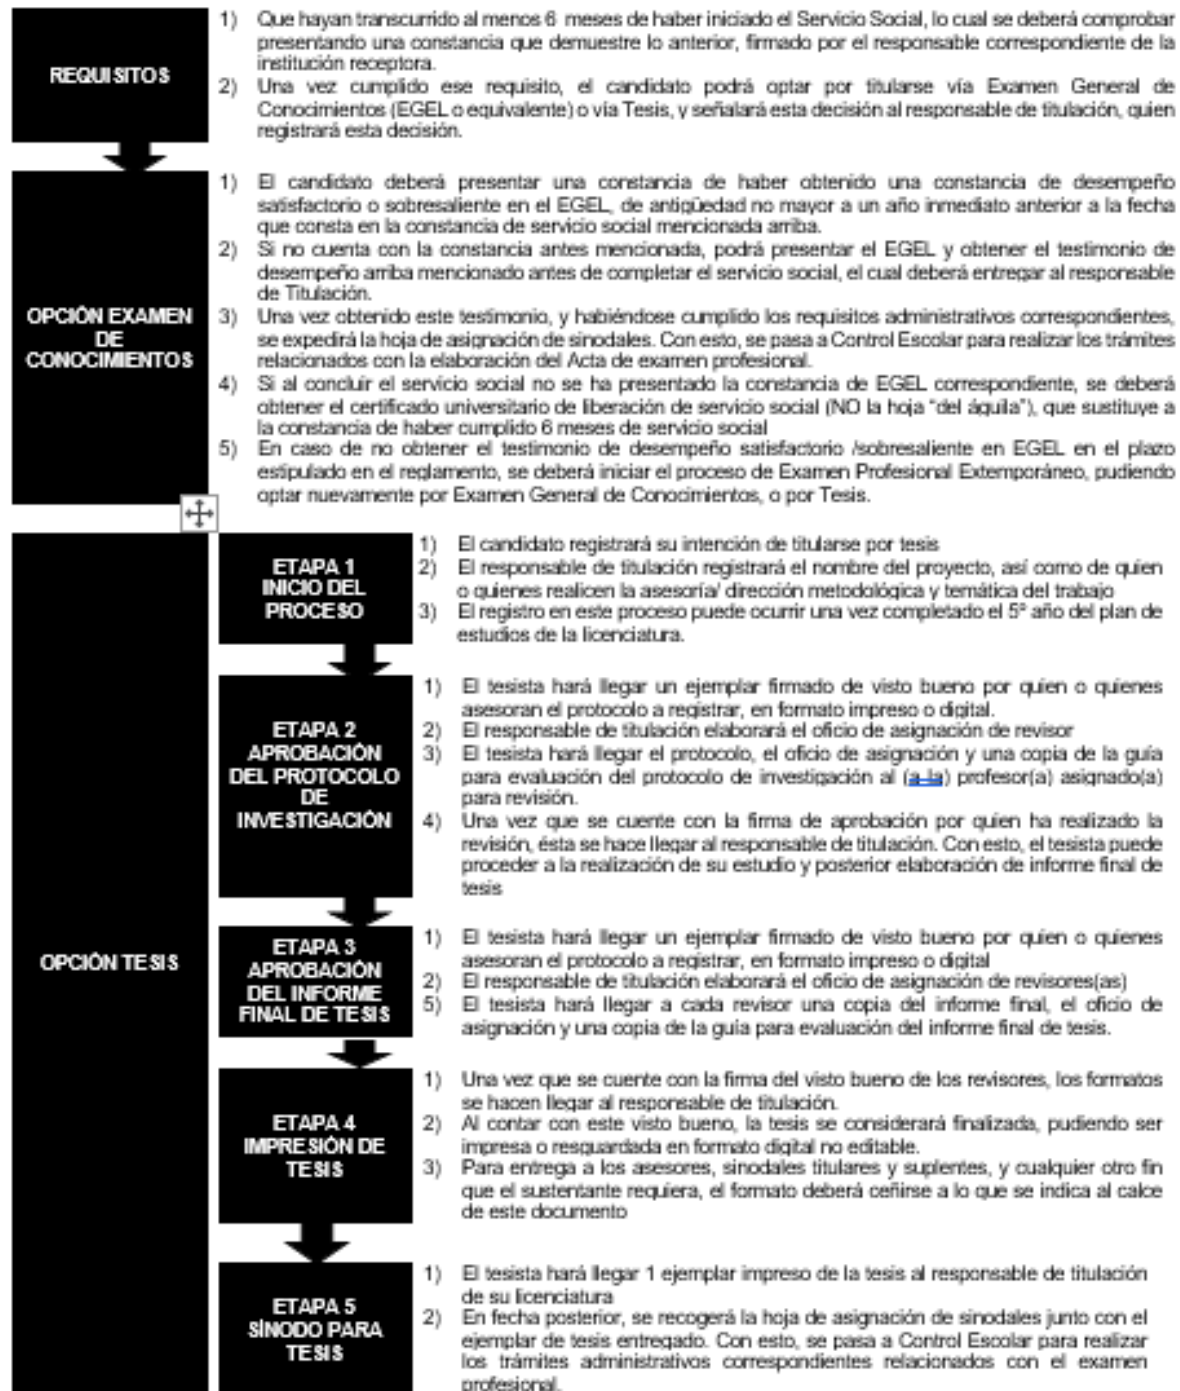 REQUISITOS
1) Que hayan transcurrido al menos 6 meses de haber iniciado el Servicio Social, lo cual se deberá comprobar
presentando una constancia que demuestre lo anterior, firmado por el responsable correspondiente de la
institución receptora.
2) Una vez cumplido ese requisito, el candidato podrá optar por titularse vía Examen General de
Conocimientos (EGEL o equivalente) o vía Tesis, y señalará esta decisión al responsable de titulación, quien
registrará esta decisión.
OPCIÓN EXAMEN
DE
CONOCIMIENTOS
1) El candidato deberá presentar una constancia de haber obtenido una constancia de desempeño
satisfactorio o sobresaliente en el EGEL, de antigüedad no mayor a un año inmediato anterior a la fecha
que consta en la constancia de servicio social mencionada arriba.
2) Si no cuenta con la constancia antes mencionada, podrá presentar el EGEL y obtener el testimonio de
desempeño arriba mencionado antes de completar el servicio social, el cual deberá entregar al responsable
de Titulación.
3) Una vez obtenido este testimonio, y habiéndose cumplido los requisitos administrativos correspondientes,
se expedirá la hoja de asignación de sinodales. Con esto, se pasa a Control Escolar para realizar los trámites
relacionados con la elaboración del Acta de examen profesional.
4) Si al concluir el servicio social no se ha presentado la constancia de EGEL correspondiente, se deberá
obtener el certificado universitario de liberación de servicio social (NO la hoja “del águila”), que sustituye a
la constancia de haber cumplido 6 meses de servicio social
5) En caso de no obtener el testimonio de desempeño satisfactorio /sobresaliente en EGEL en el plazo
estipulado en el reglamento, se deberá iniciar el proceso de Examen Profesional Extemporáneo, pudiendo
optar nuevamente por Examen General de Conocimientos, o por Tesis.
OPCIÓN TESIS
ETAPA 1
INICIO DEL
PROCESO
1) El candidato registrará su intención de titularse por tesis
2) El responsable de titulación registrará el nombre del proyecto, así como de quien
o quienes realicen la asesoría/ dirección metodológica y temática del trabajo
3) El registro en este proceso puede ocurrir una vez completado el 5º año del plan de
estudios de la licenciatura.
ETAPA 2
APROBACIÓN
DEL PROTOCOLO
DE
INVESTIGACIÓN
1) El tesista hará llegar un ejemplar firmado de visto bueno por quien o quienes
asesoran el protocolo a registrar, en formato impreso o digital.
2) El responsable de titulación elaborará el oficio de asignación de revisor
3) El tesista hará llegar el protocolo, el oficio de asignación y una copia de la guía
para evaluación del protocolo de investigación al (a la) profesor(a) asignado(a)
para revisión.
4) Una vez que se cuente con la firma de aprobación por quien ha realizado la
revisión, ésta se hace llegar al responsable de titulación. Con esto, el tesista puede
proceder a la realización de su estudio y posterior elaboración de informe final de
tesis
ETAPA 3
APROBACIÓN
DEL INFORME
FINAL DE TESIS
1) El tesista hará llegar un ejemplar firmado de visto bueno por quien o quienes
asesoran el protocolo a registrar, en formato impreso o digital
2) El responsable de titulación elaborará el oficio de asignación de revisores(as)
5) El tesista hará llegar a cada revisor una copia del informe final, el oficio de
asignación y una copia de la guía para evaluación del informe final de tesis.
ETAPA 4
IMPRESIÓN DE
TESIS
1) Una vez que se cuente con la firma del visto bueno de los revisores, los formatos
se hacen llegar al responsable de titulación.
2) Al contar con este visto bueno, la tesis se considerará finalizada, pudiendo ser
impresa o resguardada en formato digital no editable.
3) Para entrega a los asesores, sinodales titulares y suplentes, y cualquier otro fin
que el sustentante requiera, el formato deberá ceñirse a lo que se indica al calce
de este documento
ETAPA 5
SÍNODO PARA
TESIS
1) El tesista hará llegar 1 ejemplar impreso de la tesis al responsable de titulación
de su licenciatura
2) En fecha posterior, se recogerá la hoja de asignación de sinodales junto con el
ejemplar de tesis entregado. Con esto, se pasa a Control Escolar para realizar
los trámites administrativos correspondientes relacionados con el examen
profesional.